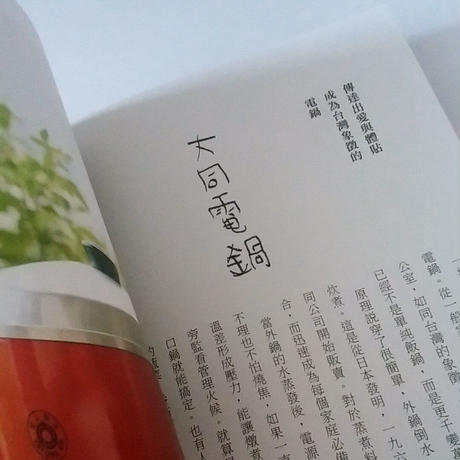 傳達出愛與體貼
成為台灣象徵的
電鍋
大同電鍋
電鍋。從一般
公室，如同台灣的象徵
已經不是單純飯鍋，而是更千變萬
原理說穿了很簡單，外鍋倒水
炊煮。這是從日本發明，一九六
同公司開始販賣。對於蒸煮料
合，而迅速成為每個家庭必備
當外鍋的水蒸發後，電源
不理也不怕燒焦，如果一
溫差形成壓力，能讓燉煮
旁監看管理火候。就算
口鍋就能搞定。也有人